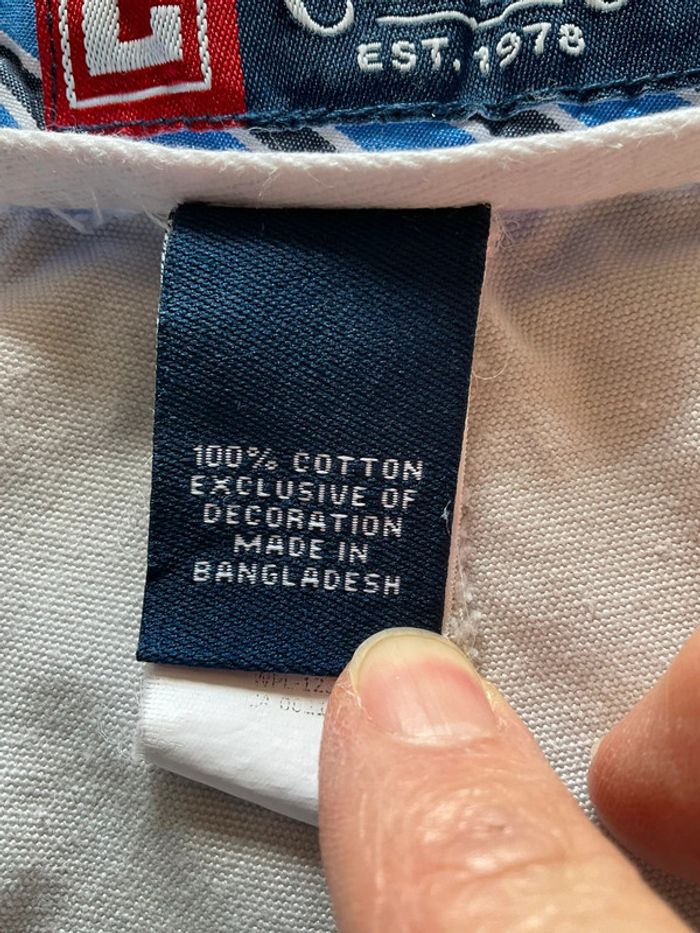 EST. 1978
100% COTTON
EXCLUSIVE OF
DECORATION
MADE IN
BANGLADESH